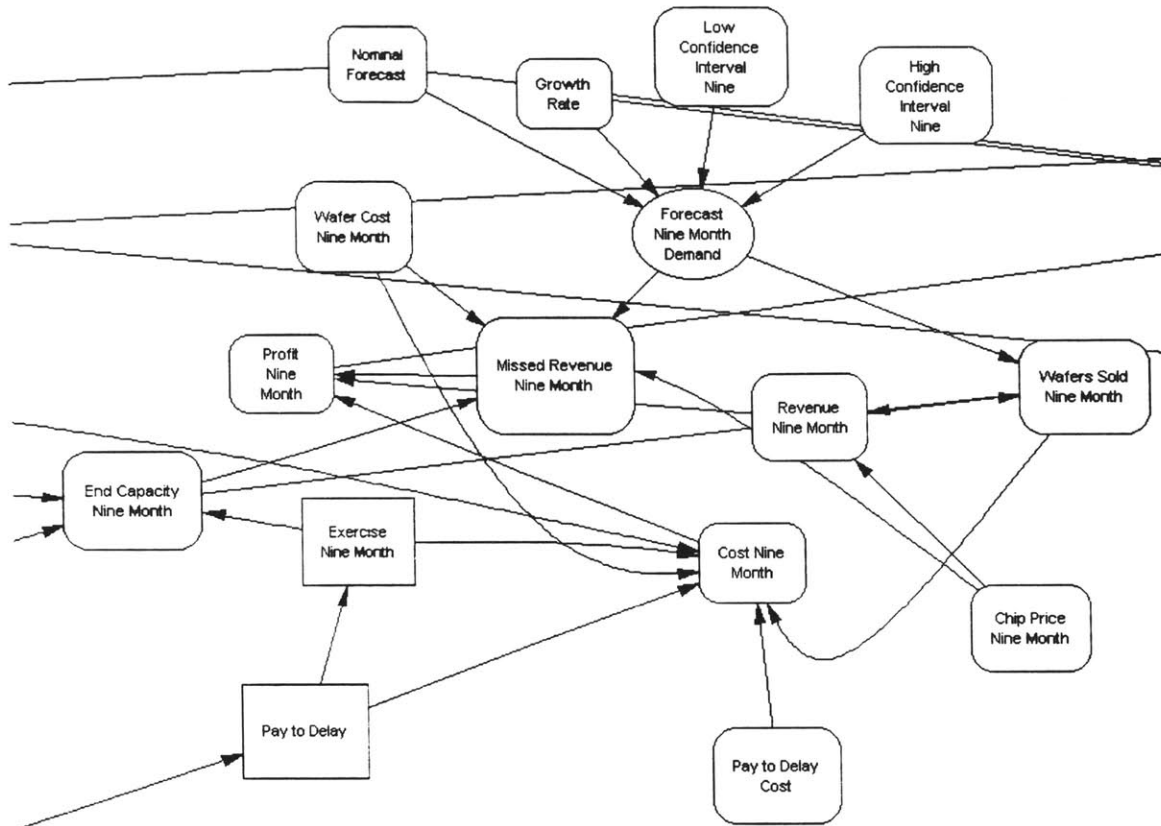 Low
Confidence
Interval
Nine
Nominal
Forecast
Growth
Rate
High
Confidence
Interval
Nine
Wafer Cost
Nine Month
Forecast
Nine Month
Demand
Profit
Nine
Month
Missed Revenue
Nine Month
Revenue
Nine Month
Wafers Sold
Nine Month
End Capacity
Nine Month
Exercise
Nine Month
Cost Nine
Month
Chip Price
Nine Month
Pay to Delay
Pay to Delay
Cost